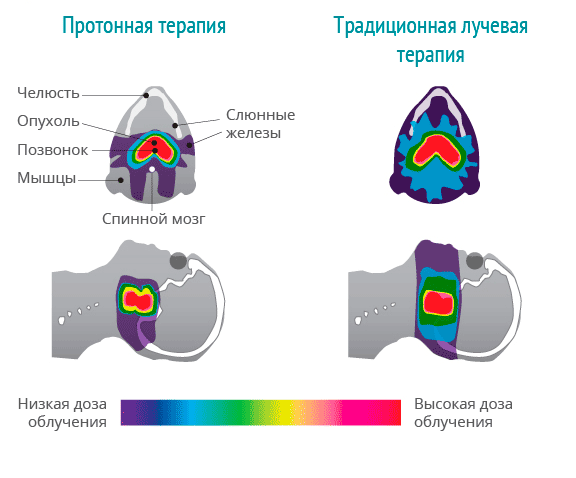 Протонная терапия
Традиционная лучевая
терапия
Челюсть
Опухоль
Позвонок
Мышцы
Слюнные
железы
Спинной мозг
Низкая доза
облучения
Высокая доза
облучения